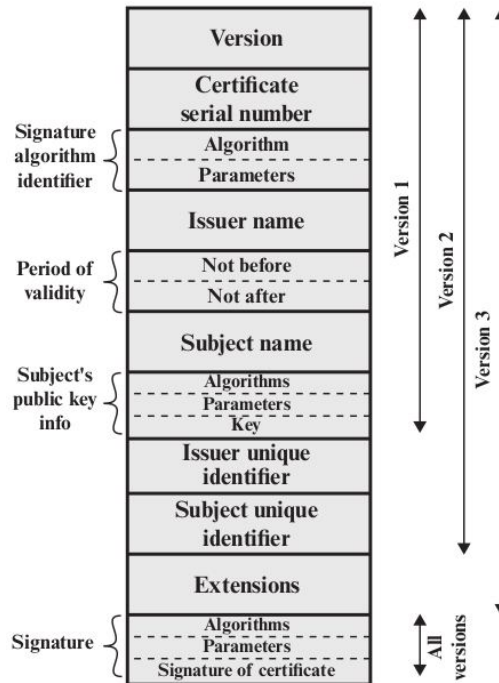 Version
Certificate
serial number
Signature
algorithm
identifier
Algorithm
Parameters
Issuer name
Period of
validity
Not before
Not after
Subject name
Subject's
public key
info
Algorithms
Parameters
Key
Issuer unique
identifier
Subject unique
identifier
Extensions
Signature
Algorithms
Parameters
Signature of certificate
Version 1
Version 2
Version 3
All
versions